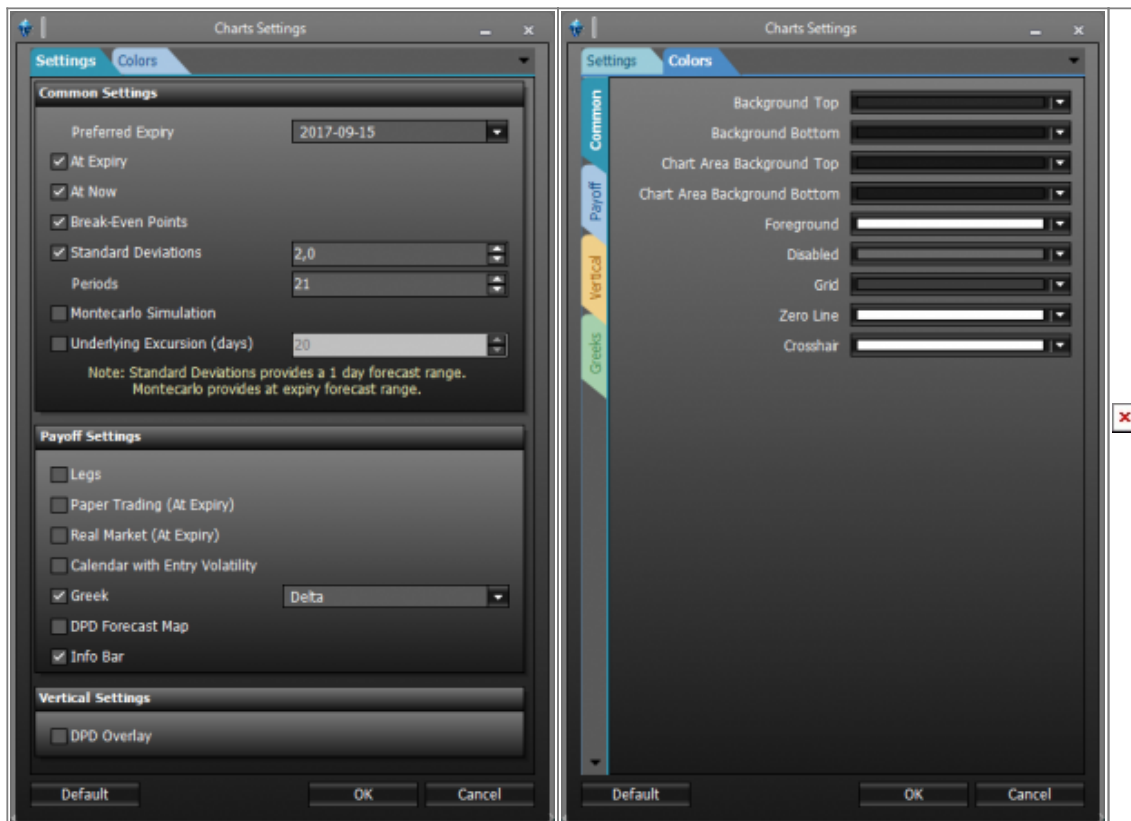 Charts Settings
Settings Colors
Common Settings
Preferred Expiry 2017-09-15
At Expiry
At Now
Break-Even Points
Standard Deviations 2,0
Periods 21
Montecarlo Simulation
Underlying Excursion (days) 20
Note: Standard Deviations provides a 1 day forecast range.
Montecarlo provides at expiry forecast range.
Payoff Settings
Legs
Paper Trading (At Expiry)
Real Market (At Expiry)
Calendar with Entry Volatility
Greek Delta
DPD Forecast Map
Info Bar
Vertical Settings
DPD Overlay
Default OK Cancel
Charts Settings
Settings Colors
Common
Payoff
Vertical
Greeks
Background Top
Background Bottom
Chart Area Background Top
Chart Area Background Bottom
Foreground
Disabled
Grid
Zero Line
Crosshair
Default OK Cancel